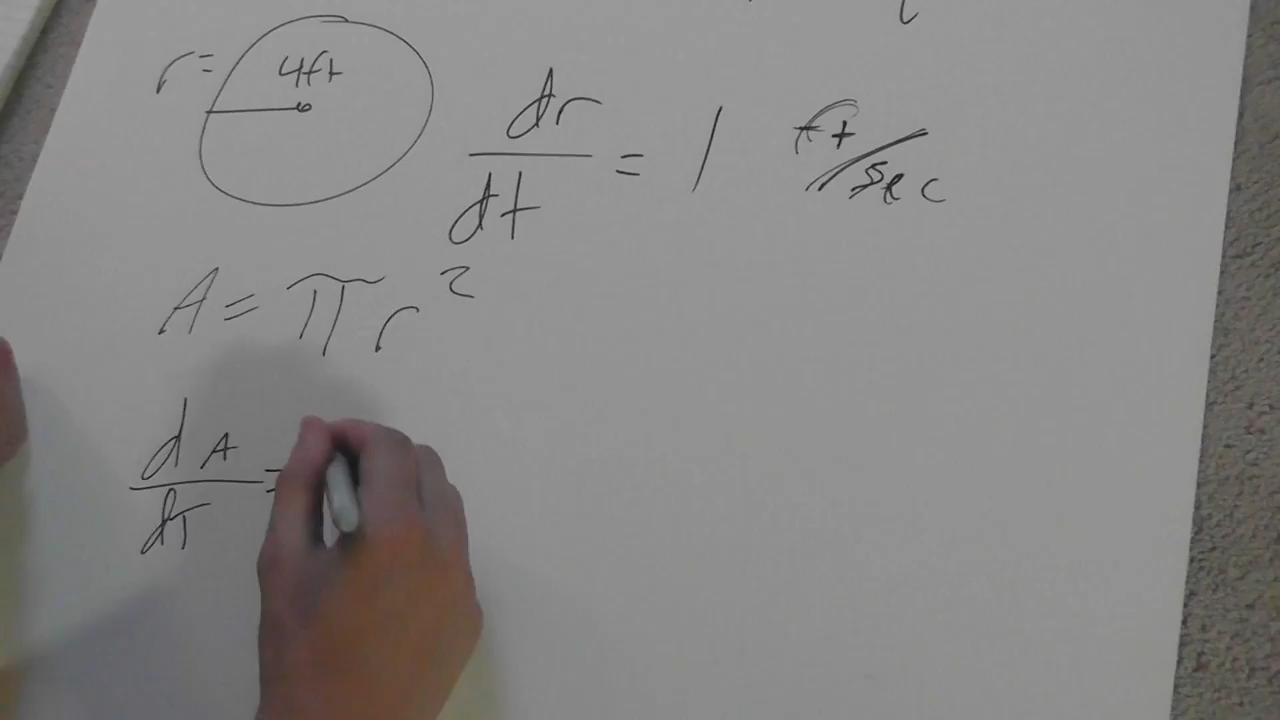 r = 4ft
dr/dt = 1 ft/sec
A = πr²
dA/dT =